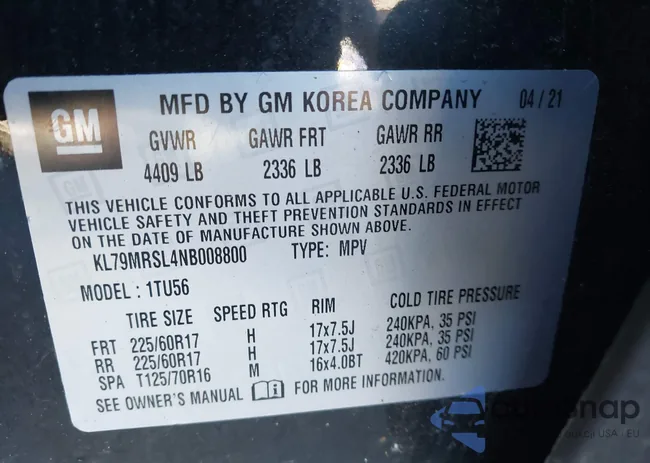 GM
MFD BY GM KOREA COMPANY 04 / 21
GVWR GAWR FRT GAWR RR
4409 LB 2336 LB 2336 LB
THIS VEHICLE CONFORMS TO ALL APPLICABLE U.S. FEDERAL MOTOR
VEHICLE SAFETY AND THEFT PREVENTION STANDARDS IN EFFECT
ON THE DATE OF MANUFACTURE SHOWN ABOVE.
KL79MRSL4NB008800 TYPE: MPV
MODEL : 1TU56
TIRE SIZE SPEED RTG RIM COLD TIRE PRESSURE
FRT 225/60R17 H 17x7.5J 240KPA, 35 PSI
RR 225/60R17 H 17x7.5J 240KPA, 35 PSI
SPA T125/70R16 M 16x4.0BT 420KPA, 60 PSI
SEE OWNER'S MANUAL FOR MORE INFORMATION.
USA EU